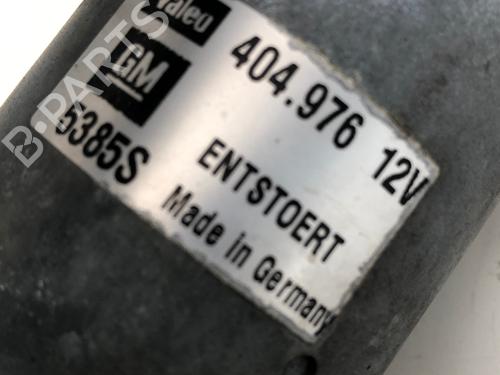 Valeo
GM
5385S
404.976 12V
ENTSTOERT
Made in Germany
B-PARTS